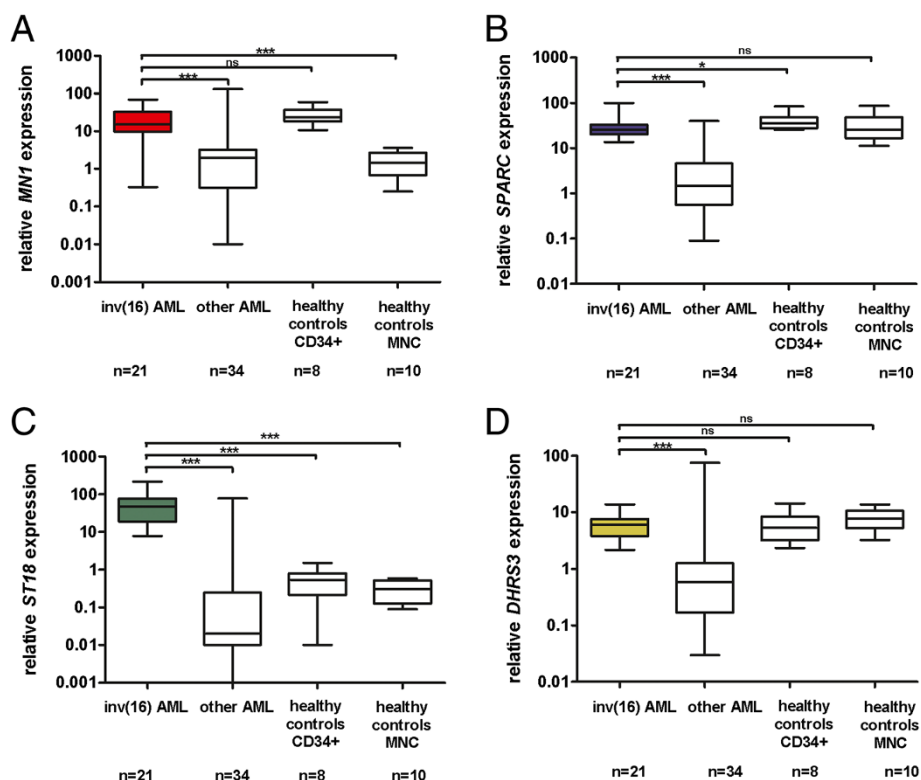 A
***
ns
***
relative MN1 expression
1000
100
10
1
0.1
0.01
0.001
inv(16) AML
other AML
healthy
controls
CD34+
healthy
controls
MNC
n=21
n=34
n=8
n=10
B
ns
*
***
relative SPARC expression
1000
100
10
1
0.1
0.01
inv(16) AML
other AML
healthy
controls
CD34+
healthy
controls
MNC
n=21
n=34
n=8
n=10
C
***
***
***
relative ST18 expression
1000
100
10
1
0.1
0.01
0.001
inv(16) AML
other AML
healthy
controls
CD34+
healthy
controls
MNC
n=21
n=34
n=8
n=10
D
ns
ns
***
relative DHRS3 expression
100
10
1
0.1
0.01
inv(16) AML
other AML
healthy
controls
CD34+
healthy
controls
MNC
n=21
n=34
n=8
n=10